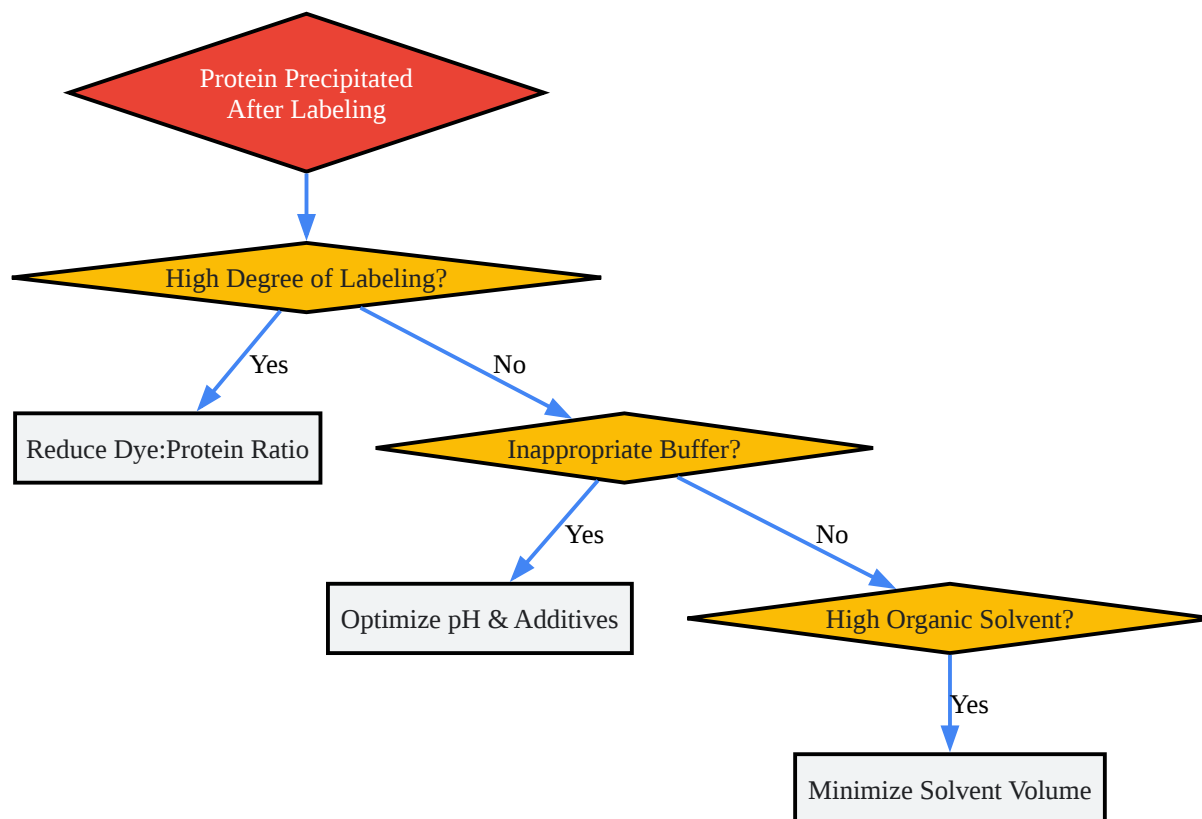 Protein Precipitated
After Labeling
High Degree of Labeling?
Yes
No
Reduce Dye:Protein Ratio
Inappropriate Buffer?
Yes
No
Optimize pH & Additives
High Organic Solvent?
Yes
Minimize Solvent Volume